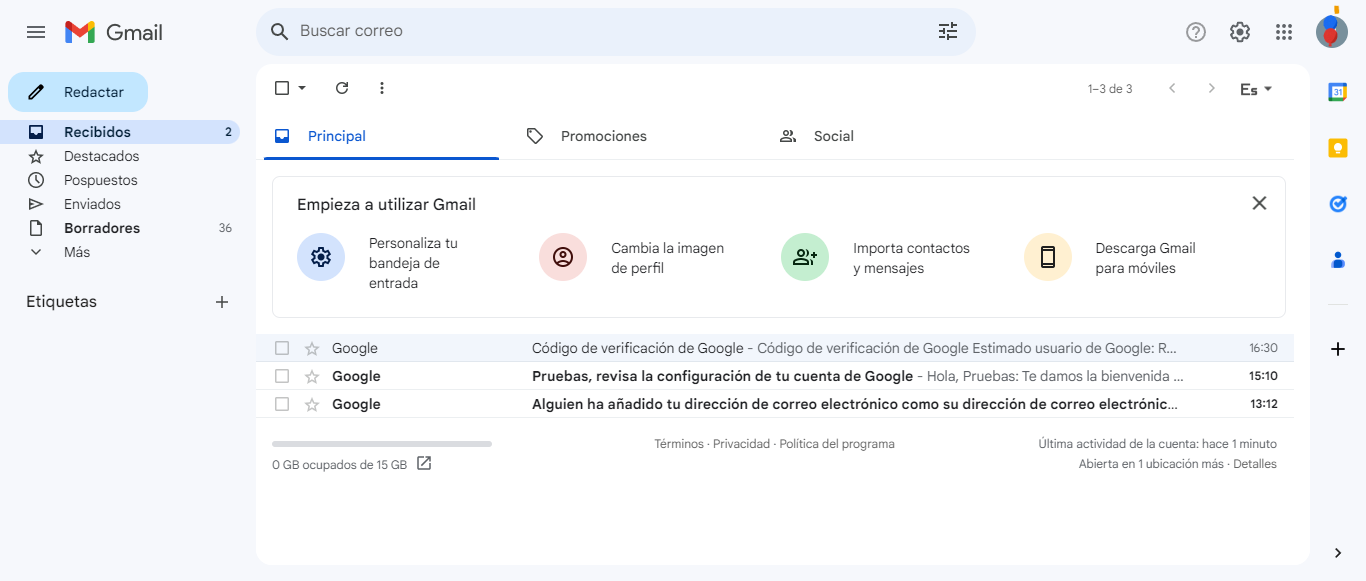 Gmail
Buscar correo
Redactar
Recibidos 2
Destacados
Pospuestos
Enviados
Borradores 36
Más
Etiquetas
1–3 de 3
Es
Principal
Promociones
Social
Empieza a utilizar Gmail
Personaliza tu
bandeja de
entrada
Cambia la imagen
de perfil
Importa contactos
y mensajes
Descarga Gmail
para móviles
Google Código de verificación de Google - Código de verificación de Google Estimado usuario de Google: R... 16:30
Google Pruebas, revisa la configuración de tu cuenta de Google - Hola, Pruebas: Te damos la bienvenida ... 15:10
Google Alguien ha añadido tu dirección de correo electrónico como su dirección de correo electrónic... 13:12
0 GB ocupados de 15 GB
Términos · Privacidad · Política del programa
Última actividad de la cuenta: hace 1 minuto
Abierta en 1 ubicación más · Detalles
31